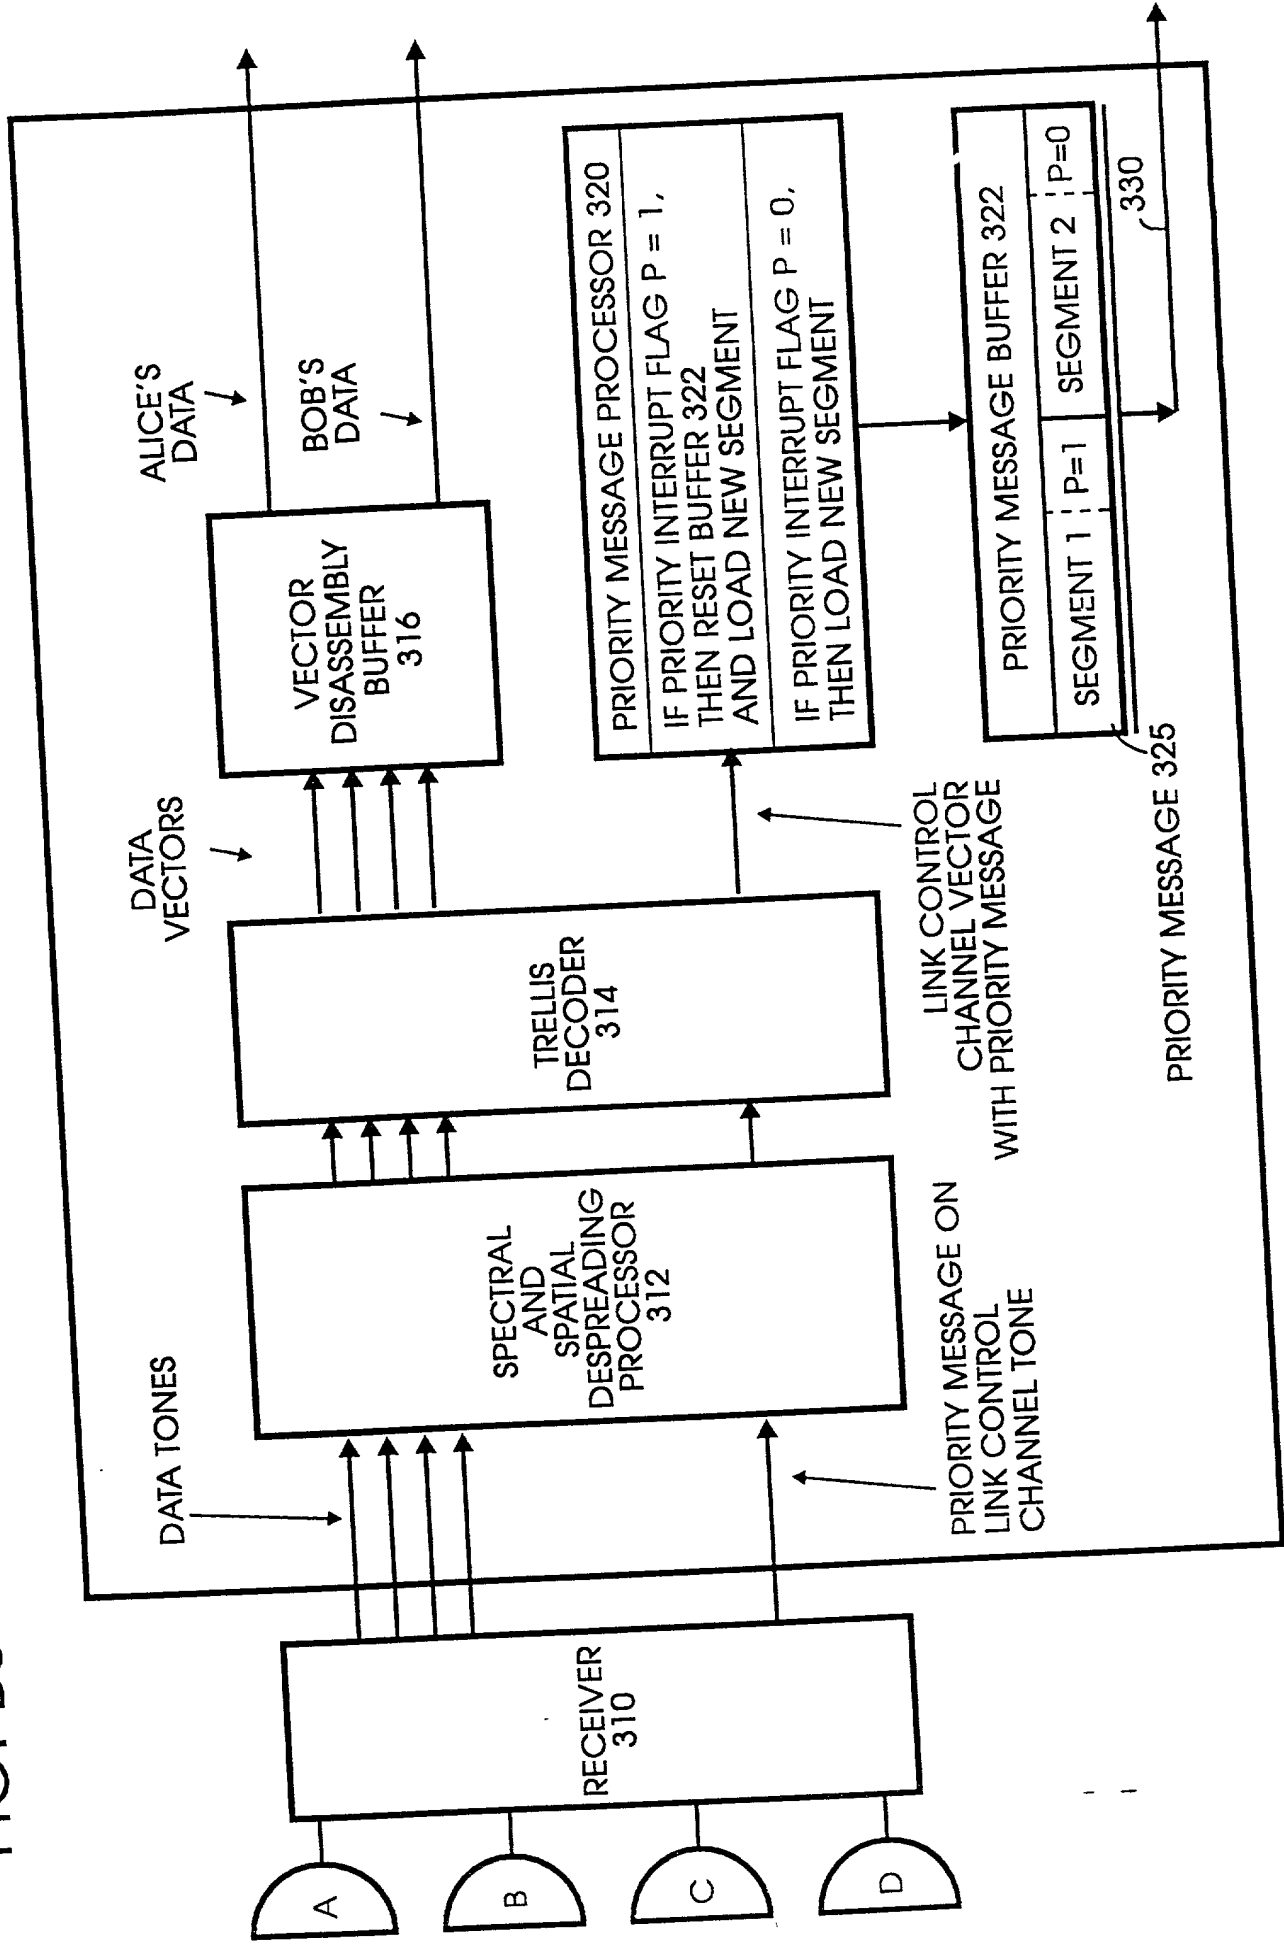 A
B
C
D
RECEIVER
310
DATA TONES
PRIORITY MESSAGE ON
LINK CONTROL
CHANNEL TONE
SPECTRAL
AND
SPATIAL
DESPREADING
PROCESSOR
312
TRELLIS
DECODER
314
DATA
VECTORS
LINK CONTROL
CHANNEL VECTOR
WITH PRIORITY MESSAGE
VECTOR
DISASSEMBLY
BUFFER
316
ALICE'S
DATA
BOB'S
DATA
PRIORITY MESSAGE PROCESSOR 320
IF PRIORITY INTERRUPT FLAG P = 1,
THEN RESET BUFFER 322
AND LOAD NEW SEGMENT
IF PRIORITY INTERRUPT FLAG P = 0,
THEN LOAD NEW SEGMENT
PRIORITY MESSAGE BUFFER 322
SEGMENT 1 P=1 SEGMENT 2 P=0
PRIORITY MESSAGE 325
330